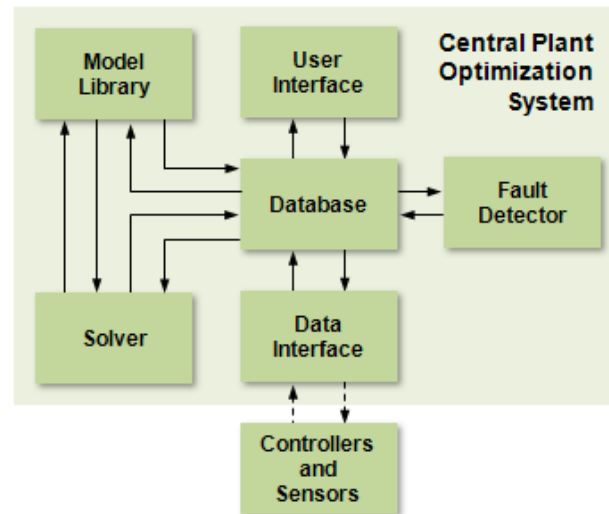 Central Plant
Optimization
System
Model
Library
User
Interface
Database
Fault
Detector
Solver
Data
Interface
Controllers
and
Sensors